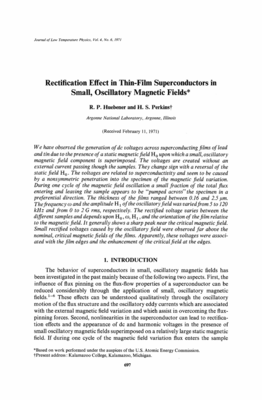 Journal of Low Temperature Physics, Vol. 4, No. 6, 1971
Rectification Effect in Thin-Film Superconductors in
Small, Oscillatory Magnetic Fields*
R. P. Huebener and H. S. Perkins†
Argonne National Laboratory, Argonne, Illinois
(Received February 11, 1971)
We have observed the generation of dc voltages across superconducting films of lead
and tin due to the presence of a static magnetic field H₀ upon which a small, oscillatory
magnetic field component is superimposed. The voltages are created without an
external current passing though the samples. They change sign with a reversal of the
static field H₀. The voltages are related to superconductivity and seem to be caused
by a nonsymmetric penetration into the specimen of the magnetic field variation.
During one cycle of the magnetic field oscillation a small fraction of the total flux
entering and leaving the sample appears to be "pumped across" the specimen in a
preferential direction. The thickness of the films ranged between 0.16 and 2.5 μm.
The frequency ω and the amplitude H₁ of the oscillatory field was varied from 5 to 120
kHz and from 0 to 2 G rms, respectively. The rectified voltage varies between the
different samples and depends upon H₀, ω, H₁, and the orientation of the film relative
to the magnetic field. It generally shows a sharp peak near the critical magnetic field.
Small rectified voltages caused by the oscillatory field were observed far above the
nominal, critical magnetic fields of the films. Apparently, these voltages were associ-
ated with the film edges and the enhancement of the critical field at the edges.
1. INTRODUCTION
The behavior of superconductors in small, oscillatory magnetic fields has
been investigated in the past mainly because of the following two aspects. First, the
influence of flux pinning on the flux-flow properties of a superconductor can be
reduced considerably through the application of small, oscillatory magnetic
fields. These effects can be understood qualitatively through the oscillatory
motion of the flux structure and the oscillatory eddy currents which are associated
with the external magnetic field variation and which assist in overcoming the flux-
pinning forces. Second, nonlinearities in the superconductor can lead to rectifica-
tion effects and the appearance of dc and harmonic voltages in the presence of
small oscillatory magnetic fields superimposed on a relatively large static magnetic
field. If during one cycle of the magnetic field variation flux enters the sample
*Based on work performed under the auspices of the U.S. Atomic Energy Commission.
†Present address: Kalamazoo College, Kalamazoo, Michigan.
697